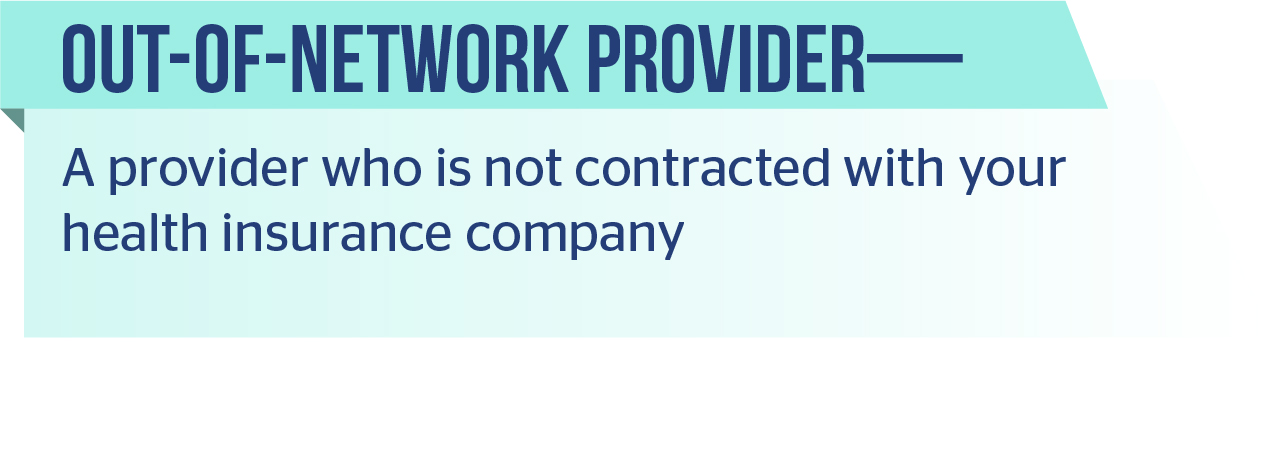 OUT-OF-NETWORK PROVIDER—
A provider who is not contracted with your
health insurance company